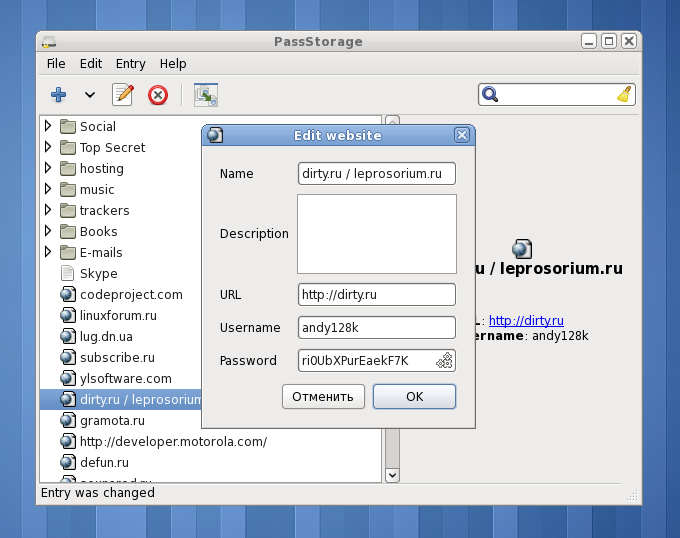 PassStorage
File Edit Entry Help
Social
Top Secret
hosting
music
trackers
Books
E-mails
Skype
codeproject.com
linuxforum.ru
lug.dn.ua
subscribe.ru
ylsoftware.com
dirty.ru / leprosorium
gramota.ru
http://developer.motorola.com/
defun.ru
Edit website
Name dirty.ru / leprosorium.ru
Description
URL http://dirty.ru
Username andy128k
Password ri0UbXPurEaekF7K
Отменить OK
u / leprosorium.ru
L: http://dirty.ru
ername: andy128k
Entry was changed